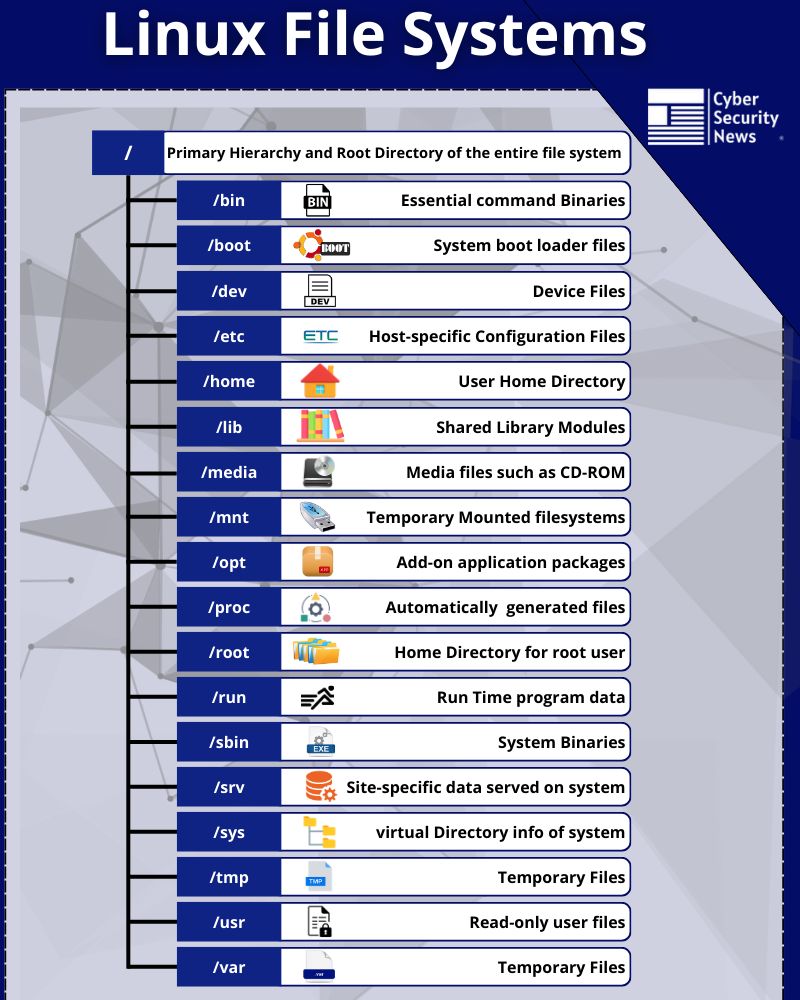 Linux File Systems
Cyber
Security
News
/ Primary Hierarchy and Root Directory of the entire file system
/bin BIN Essential command Binaries
/boot BOOT System boot loader files
/dev DEV Device Files
/etc ETC Host-specific Configuration Files
/home User Home Directory
/lib Shared Library Modules
/media Media files such as CD-ROM
/mnt Temporary Mounted filesystems
/opt Add-on application packages
/proc Automatically generated files
/root Home Directory for root user
/run Run Time program data
/sbin EXE System Binaries
/srv Site-specific data served on system
/sys virtual Directory info of system
/tmp TMP Temporary Files
/usr Read-only user files
/var Temporary Files